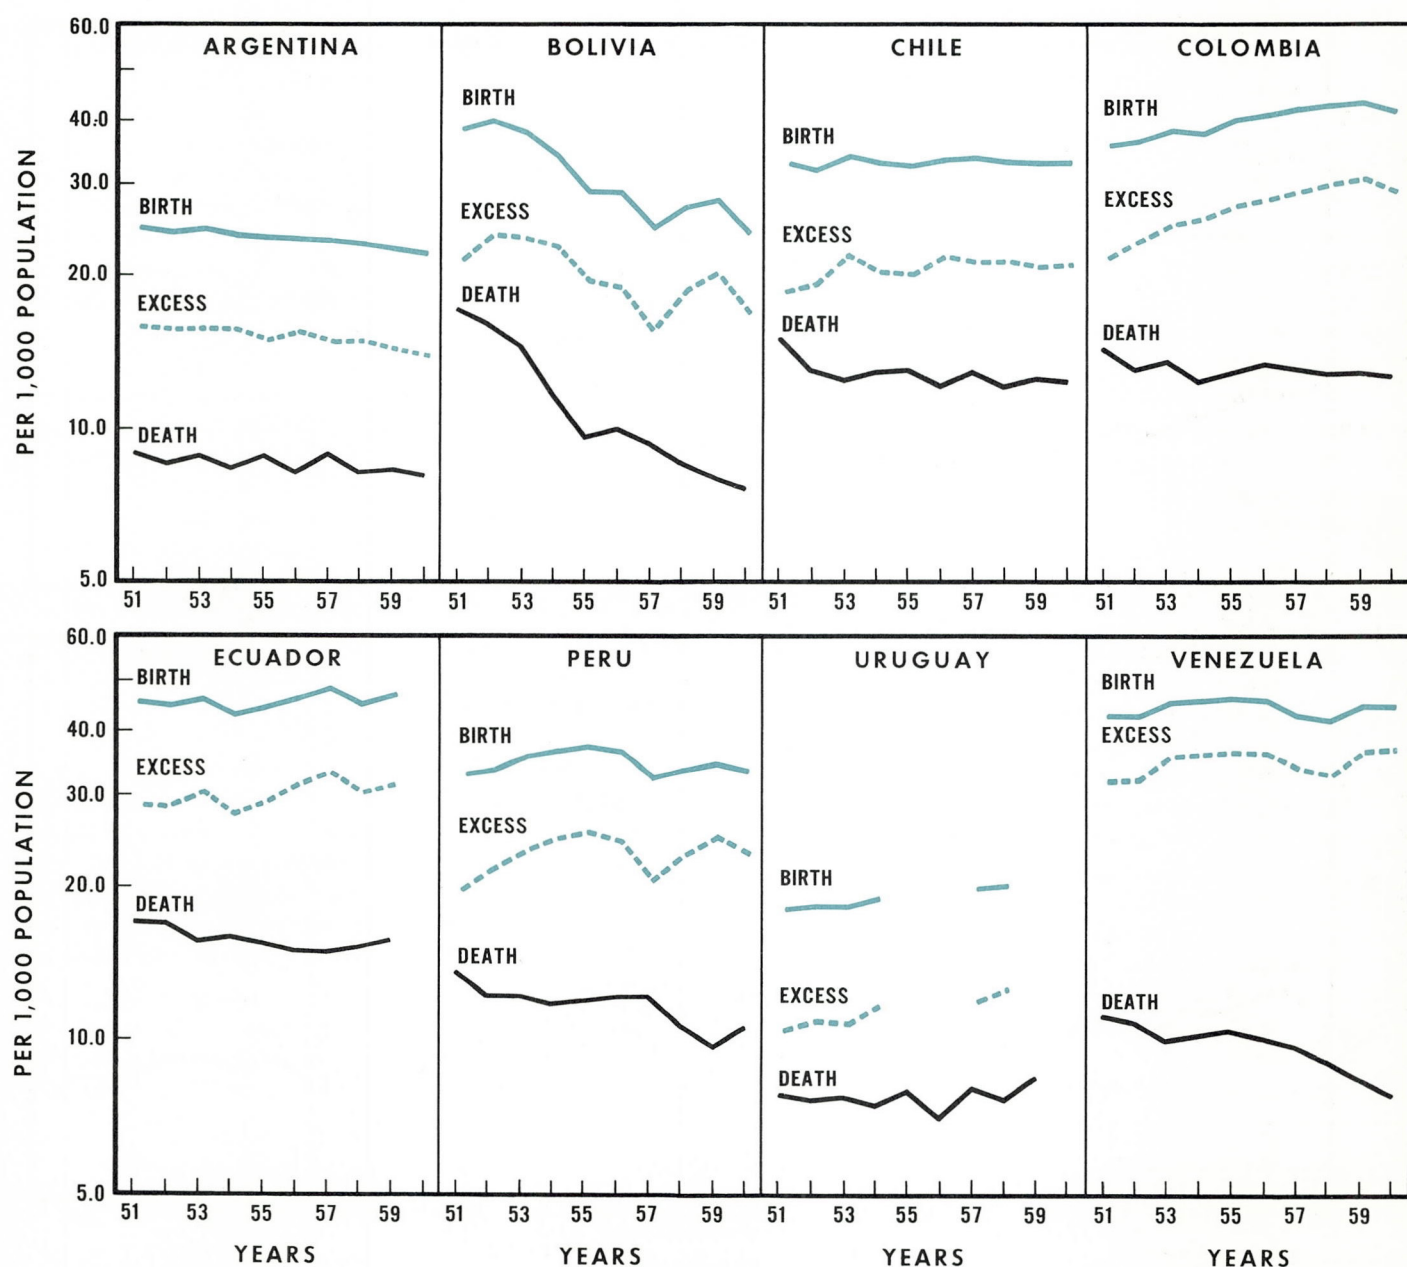 60.0
ARGENTINA BOLIVIA CHILE COLOMBIA
BIRTH
BIRTH
40.0
BIRTH
30.0
BIRTH
EXCESS
EXCESS
EXCESS
20.0
DEATH
EXCESS
DEATH
DEATH
10.0
DEATH
5.0
PER 1,000 POPULATION
51 53 55 57 59 51 53 55 57 59 51 53 55 57 59 51 53 55 57 59
60.0
ECUADOR PERU URUGUAY VENEZUELA
BIRTH
BIRTH
40.0
BIRTH
EXCESS
EXCESS
30.0
EXCESS
20.0
BIRTH
DEATH
DEATH
EXCESS
DEATH
10.0
DEATH
5.0
PER 1,000 POPULATION
51 53 55 57 59 51 53 55 57 59 51 53 55 57 59 51 53 55 57 59
YEARS YEARS YEARS YEARS